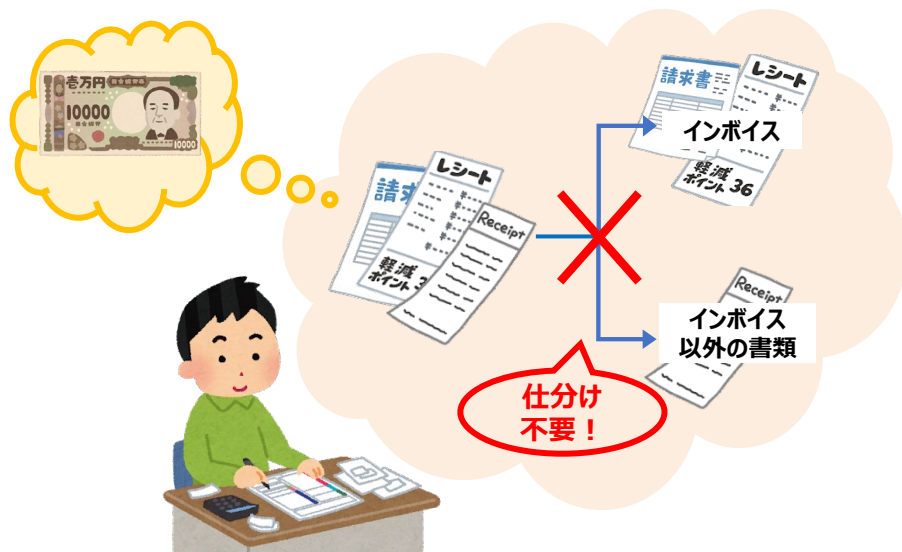 壱万円
10000
10000
請求
レシート
軽減
ポイント 3
Receipt
請求書
レシート
インボイス
軽減
ポイント 36
Receipt
インボイス
以外の書類
仕分け
不要！